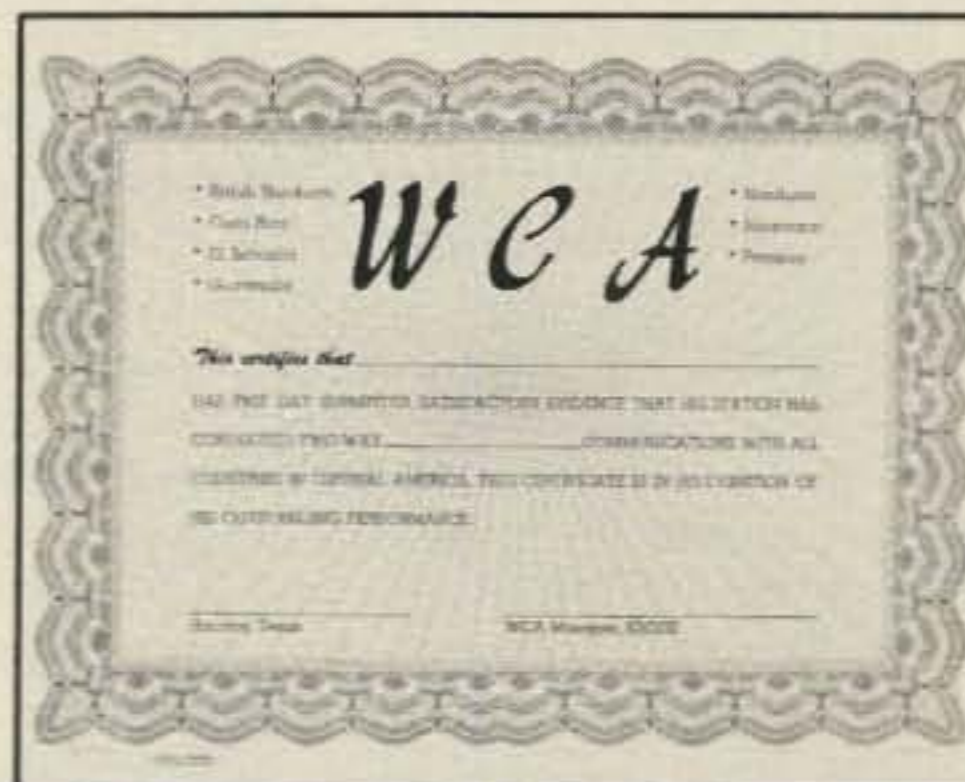 W C A
• British Honduras
• Costa Rica
• El Salvador
• Guatemala
• Honduras
• Nicaragua
• Panama
This certifies that
HAS THIS DAY SUBMITTED SATISFACTORY EVIDENCE THAT HIS STATION HAS
CONDUCTED TWO WAY COMMUNICATIONS WITH ALL
COUNTRIES IN CENTRAL AMERICA. THIS CERTIFICATE IS IN RECOGNITION OF
HIS OUTSTANDING PERFORMANCE.
WCA Manager,